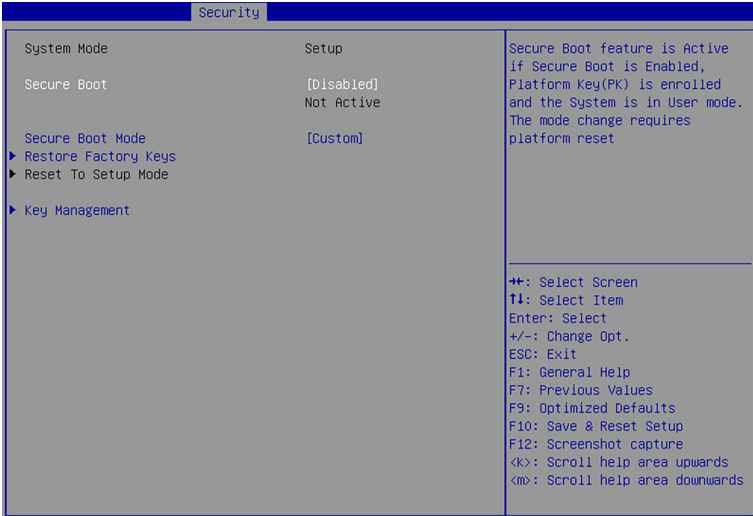 Security
System Mode Setup
Secure Boot [Disabled]
Not Active
Secure Boot Mode [Custom]
Restore Factory Keys
Reset To Setup Mode
Key Management
Secure Boot feature is Active
if Secure Boot is Enabled,
Platform Key(PK) is enrolled
and the System is in User mode.
The mode change requires
platform reset
→←: Select Screen
↑↓: Select Item
Enter: Select
+/-: Change Opt.
ESC: Exit
F1: General Help
F7: Previous Values
F9: Optimized Defaults
F10: Save & Reset Setup
F12: Screenshot capture
<k>: Scroll help area upwards
<m>: Scroll help area downwards